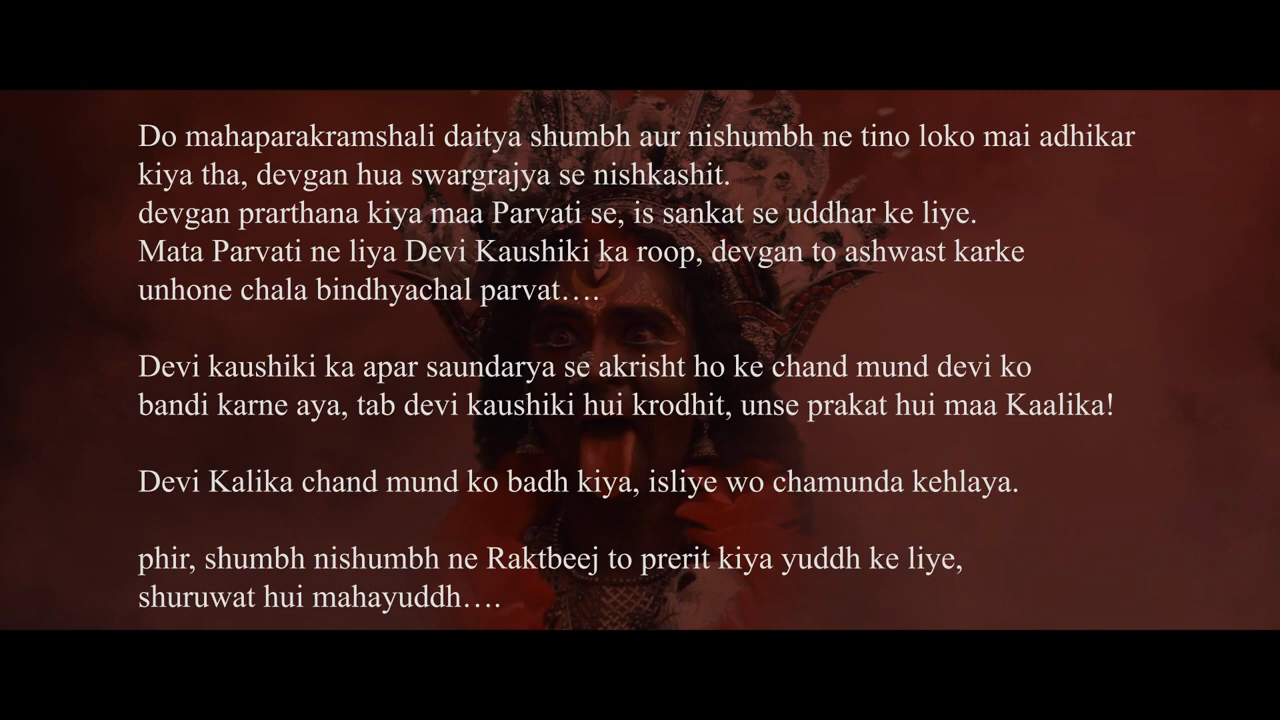 Do mahaparakramshali daitya shumbh aur nishumbh ne tino loko mai adhikar
kiya tha, devgan hua swargrajya se nishkashit.
devgan prarthana kiya maa Parvati se, is sankat se uddhar ke liye.
Mata Parvati ne liya Devi Kaushiki ka roop, devgan to ashwast karke
unhone chala bindhyachal parvat….
Devi kaushiki ka apar saundarya se akrisht ho ke chand mund devi ko
bandi karne aya, tab devi kaushiki hui krodhit, unse prakat hui maa Kaalika!
Devi Kalika chand mund ko badh kiya, isliye wo chamunda kehlaya.
phir, shumbh nishumbh ne Raktbeej to prerit kiya yuddh ke liye,
shuruwat hui mahayuddh….